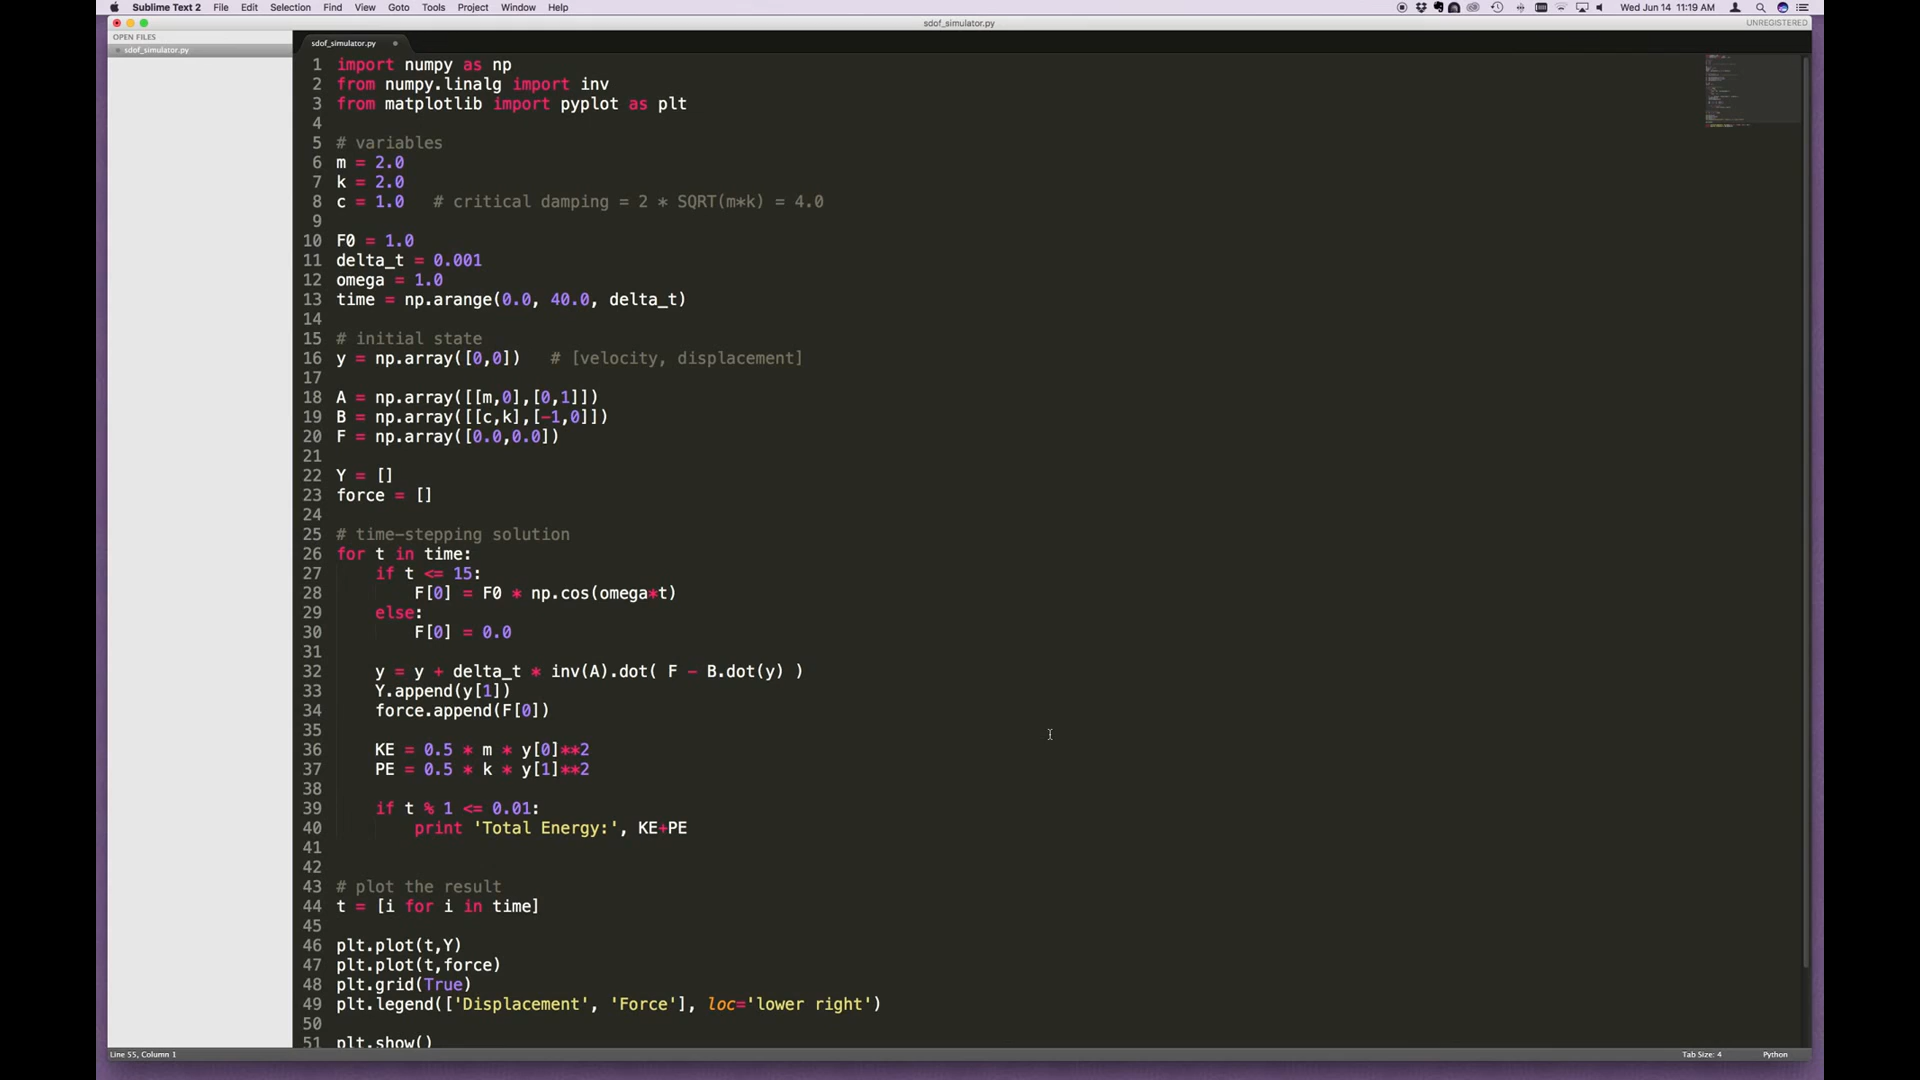 Sublime Text 2 File Edit Selection Find View Goto Tools Project Window Help Wed Jun 14 11:19 AM
sdof_simulator.py UNREGISTERED
OPEN FILES
sdof_simulator.py
sdof_simulator.py
1 import numpy as np
2 from numpy.linalg import inv
3 from matplotlib import pyplot as plt
4
5 # variables
6 m = 2.0
7 k = 2.0
8 c = 1.0 # critical damping = 2 * SQRT(m*k) = 4.0
9
10 F0 = 1.0
11 delta_t = 0.001
12 omega = 1.0
13 time = np.arange(0.0, 40.0, delta_t)
14
15 # initial state
16 y = np.array([0,0]) # [velocity, displacement]
17
18 A = np.array([[m,0],[0,1]])
19 B = np.array([[c,k],[-1,0]])
20 F = np.array([0.0,0.0])
21
22 Y = []
23 force = []
24
25 # time-stepping solution
26 for t in time:
27 if t <= 15:
28 F[0] = F0 * np.cos(omega*t)
29 else:
30 F[0] = 0.0
31
32 y = y + delta_t * inv(A).dot( F - B.dot(y) )
33 Y.append(y[1])
34 force.append(F[0])
35
36 KE = 0.5 * m * y[0]**2
37 PE = 0.5 * k * y[1]**2
38
39 if t % 1 <= 0.01:
40 print 'Total Energy:', KE+PE
41
42
43 # plot the result
44 t = [i for i in time]
45
46 plt.plot(t,Y)
47 plt.plot(t,force)
48 plt.grid(True)
49 plt.legend(['Displacement', 'Force'], loc='lower right')
50
51 plt.show()
Line 55, Column 1 Tab Size: 4 Python